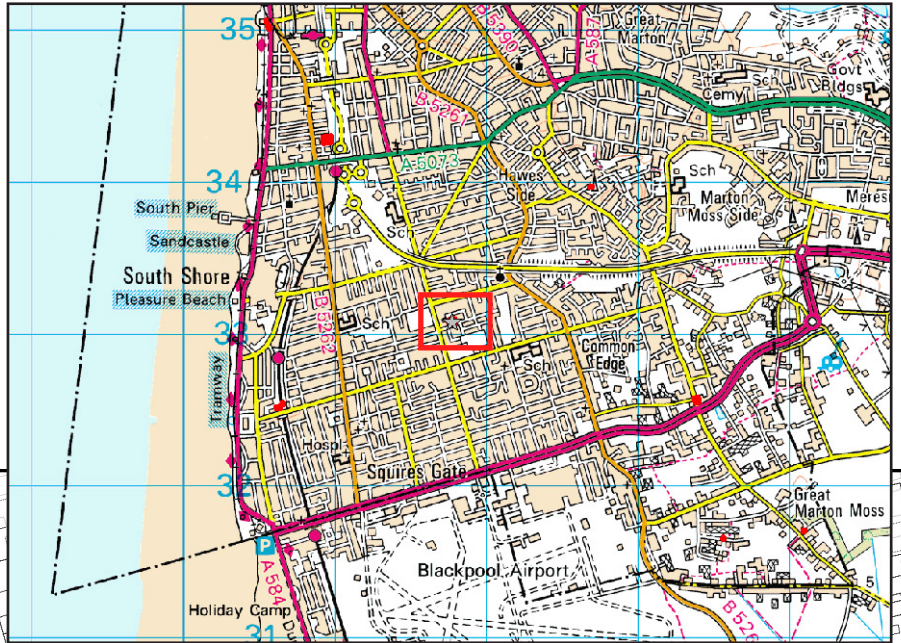 35
B 5390
A 587
Great
Marton
14
Cemy
Sch
Govt
Bldgs
B 5261
A 5073
34
Hawes
Side
Sch
Marton
Moss Side
South Pier
Sch
Sandcastle
South Shore
Pleasure Beach
B 5262
33
Sch
Common
Edge
Sch
Tramway
Hospl
Squires Gate
32
Great
Marton Moss
P
A 584
Blackpool Airport
5
Holiday Camp
31